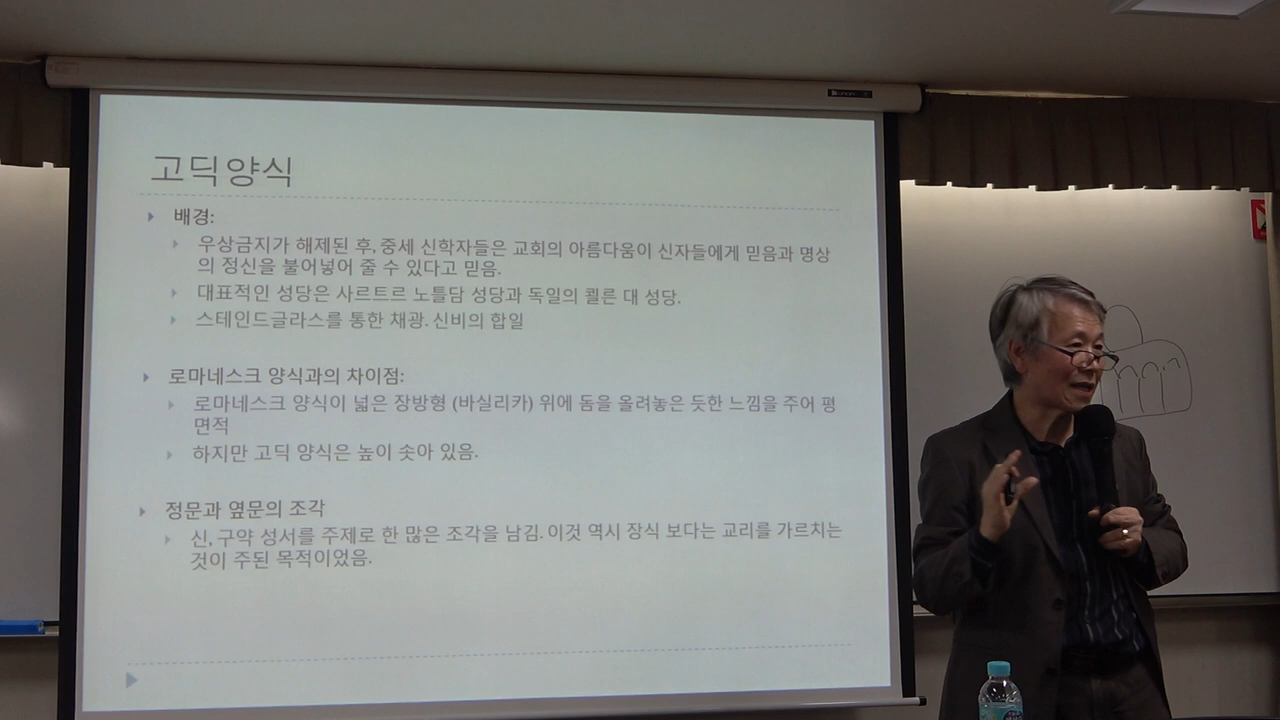 고딕양식
배경:
우상금지가 해제된 후, 중세 신학자들은 교회의 아름다움이 신자들에게 믿음과 명상
의 정신을 불어넣어 줄 수 있다고 믿음.
대표적인 성당은 사르트르 노틀담 성당과 독일의 쾰른 대 성당.
스테인드글라스를 통한 채광. 신비의 합일
로마네스크 양식과의 차이점:
로마네스크 양식이 넓은 장방형 (바실리카) 위에 돔을 올려놓은 듯한 느낌을 주어 평
면적
하지만 고딕 양식은 높이 솟아 있음.
정문과 옆문의 조각
신, 구약 성서를 주제로 한 많은 조각을 남김. 이것 역시 장식 보다는 교리를 가르치는
것이 주된 목적이었음.